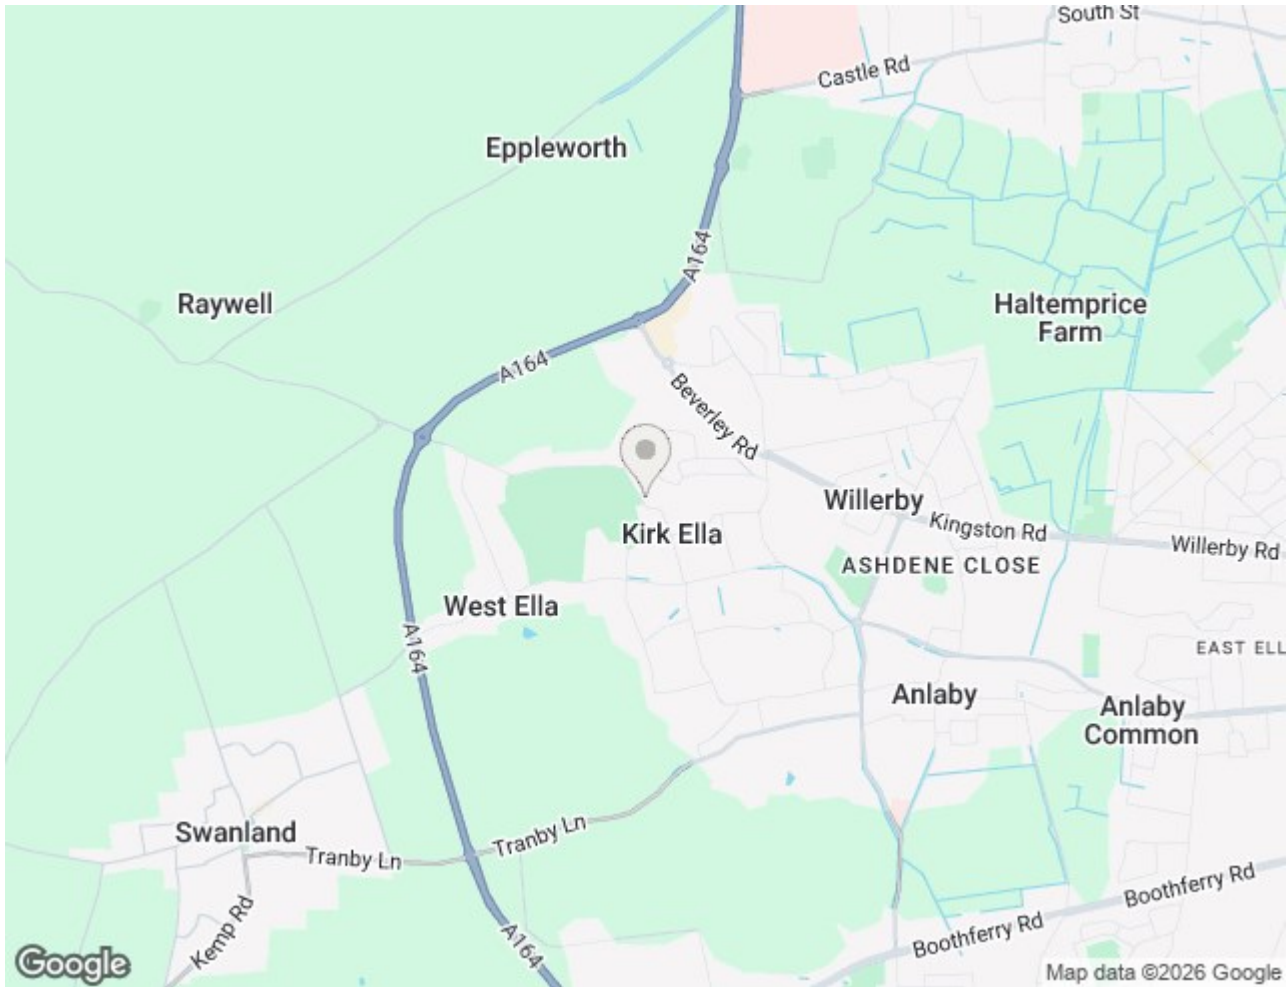 South St
Castle Rd
Eppleworth
A164
Raywell
Haltemprice
Farm
A164
Beverley Rd
Willerby
Kingston Rd
Kirk Ella
Willerby Rd
ASHDENE CLOSE
West Ella
A164
EAST ELL
Anlaby
Anlaby
Common
Swanland
Tranby Ln
Tranby Ln
Boothferry Rd
Kemp Rd
A164
Boothferry Rd
Google
Map data ©2026 Google